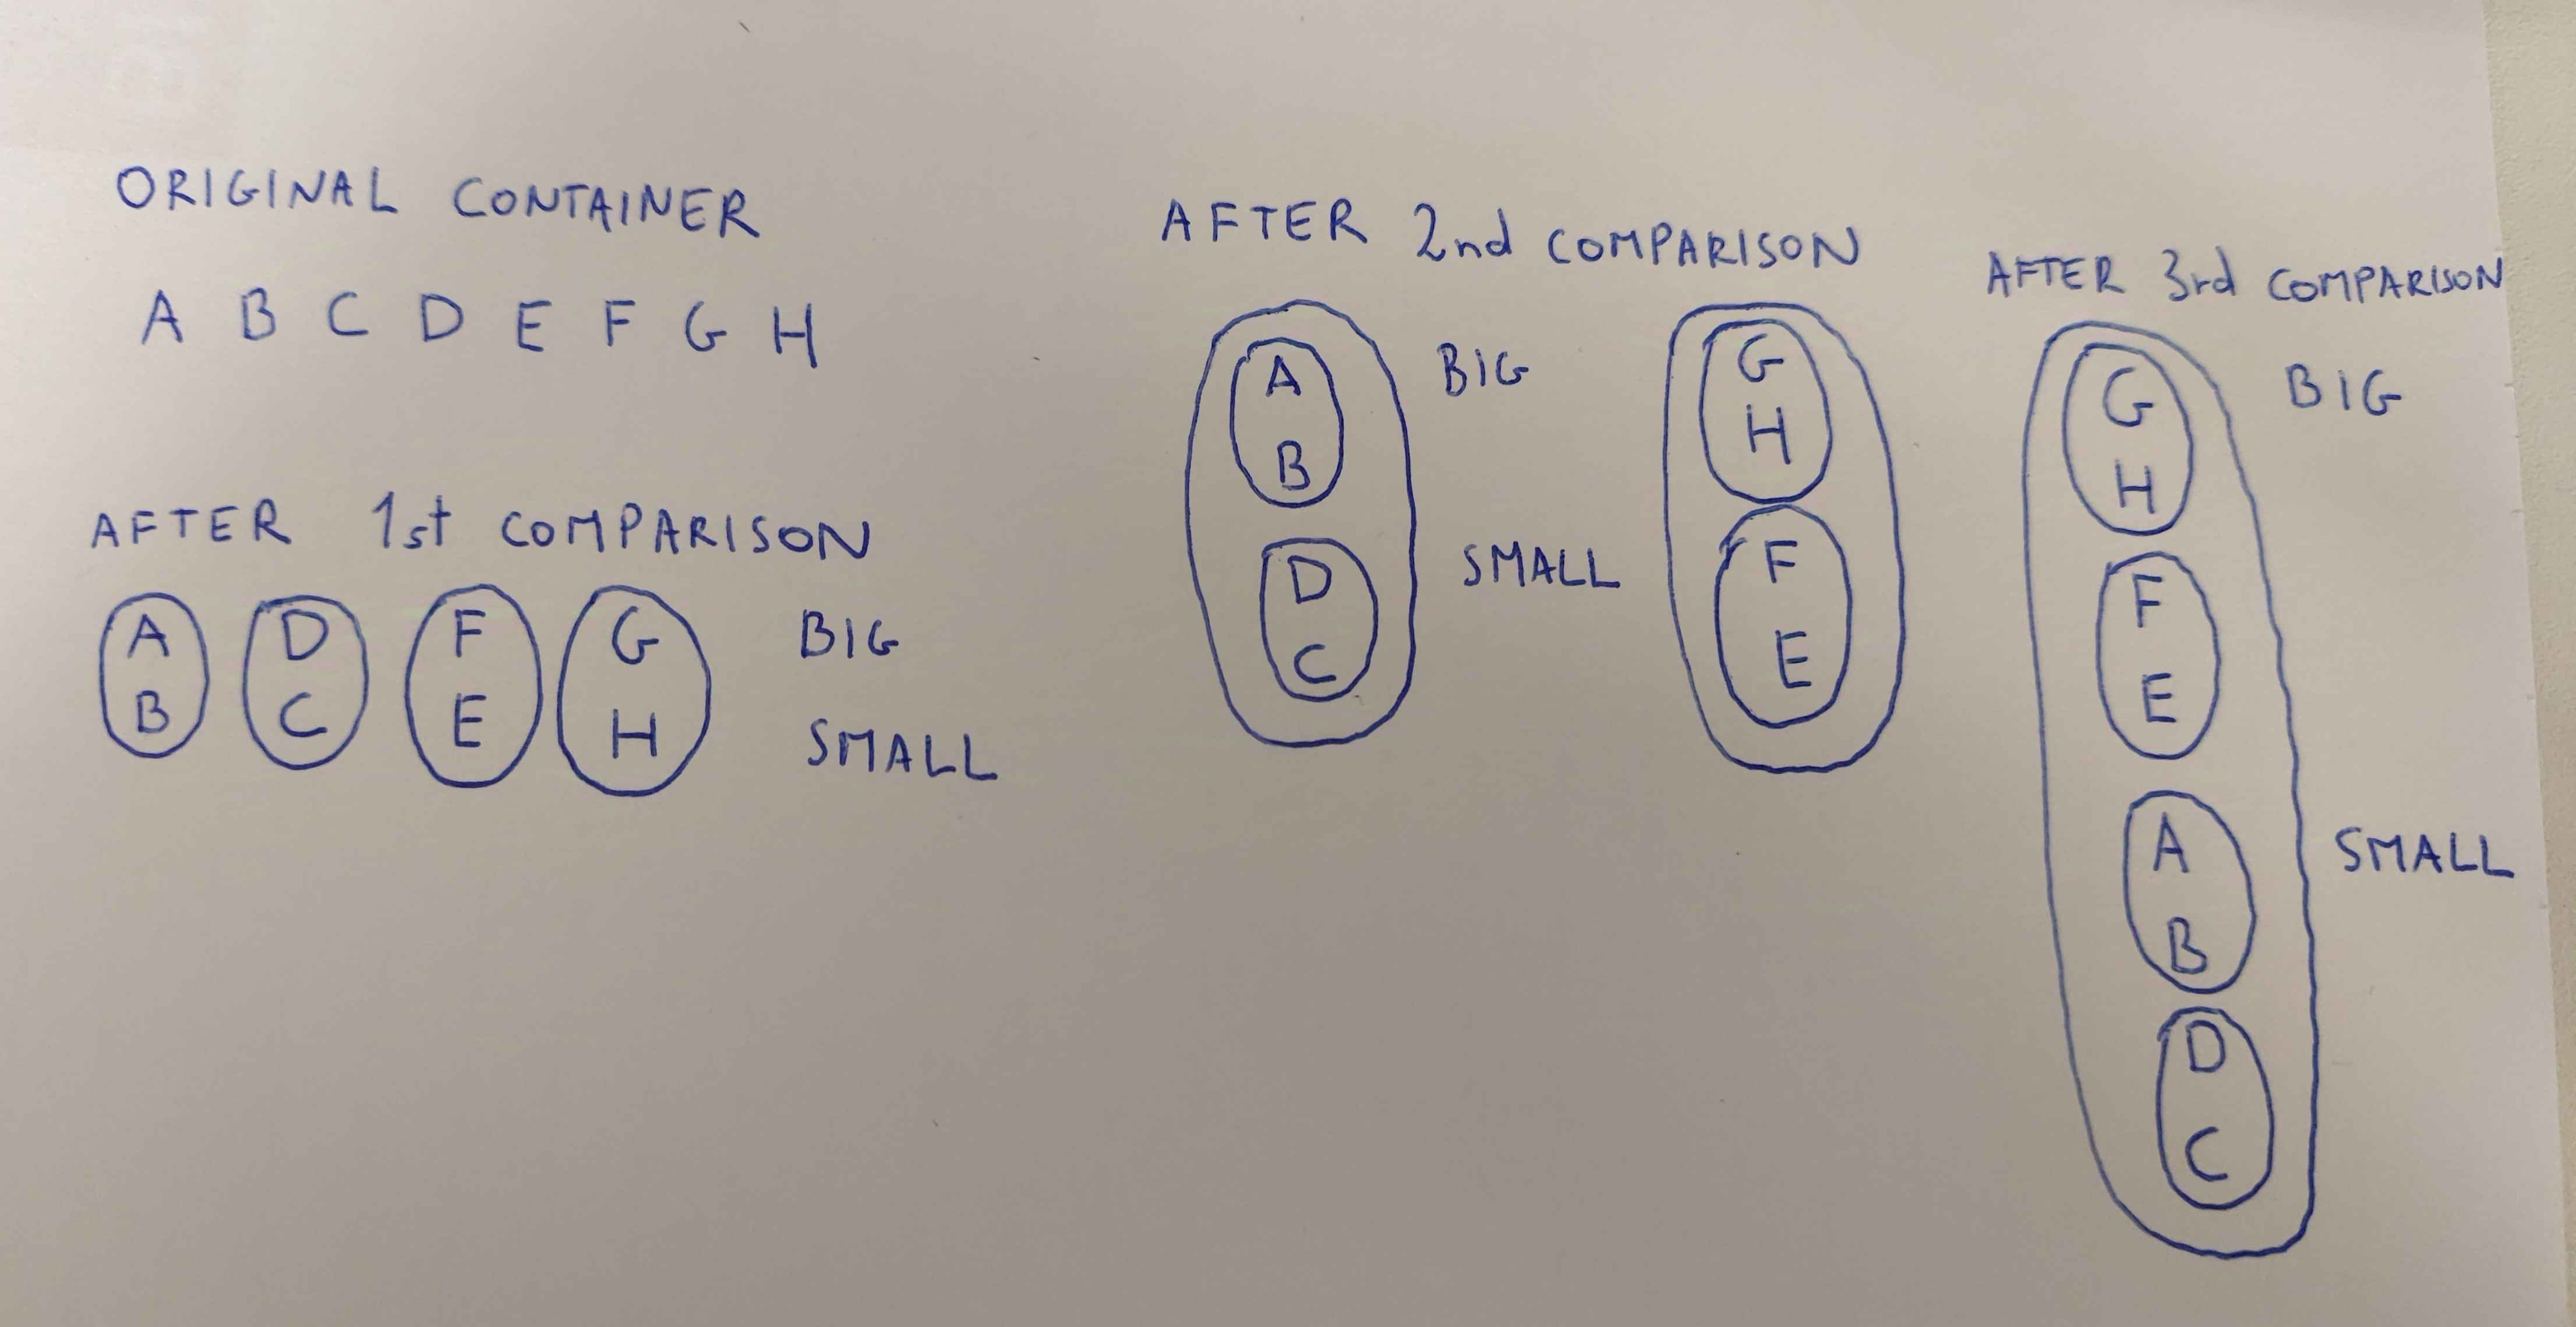 ORIGINAL CONTAINER
A B C D E F G H
AFTER 1st COMPARISON
A D F G BIG
B C E H SMALL
AFTER 2nd COMPARISON
A G
BIG
B H
D F
SMALL
C E
AFTER 3rd COMPARISON
G BIG
H
F
E
A SMALL
B
D
C